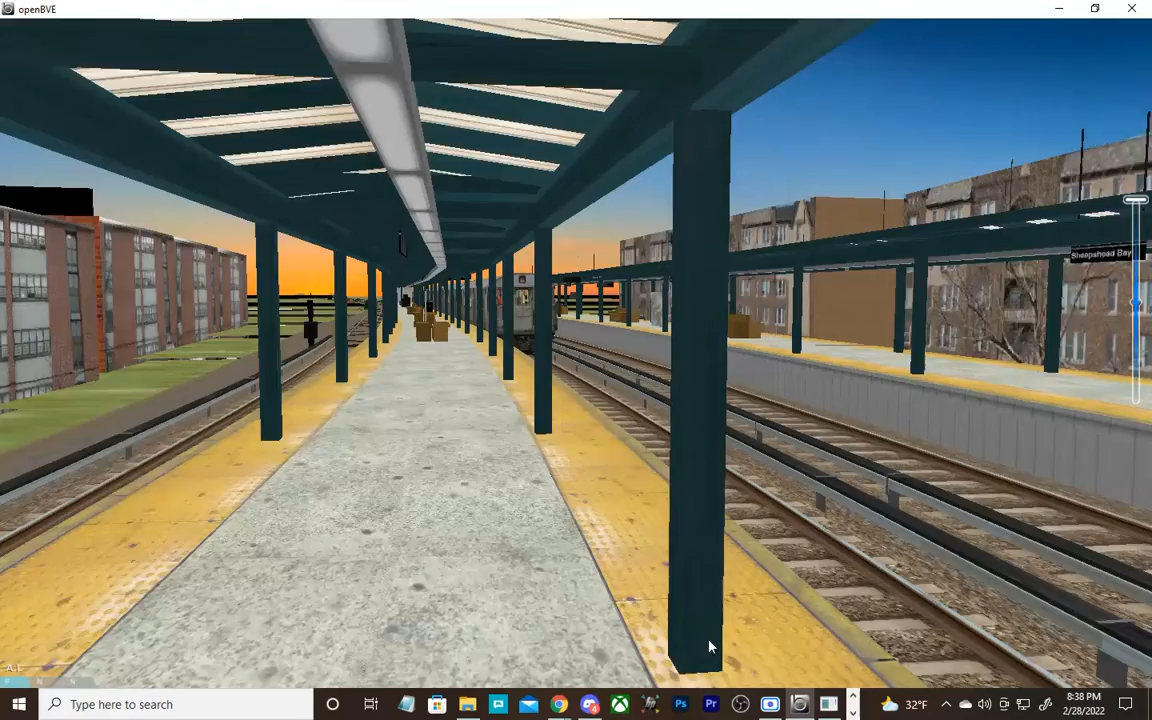 openBVE
Sheepshead Bay
A.I.
P N N
Type here to search
32°F
8:38 PM
2/28/2022